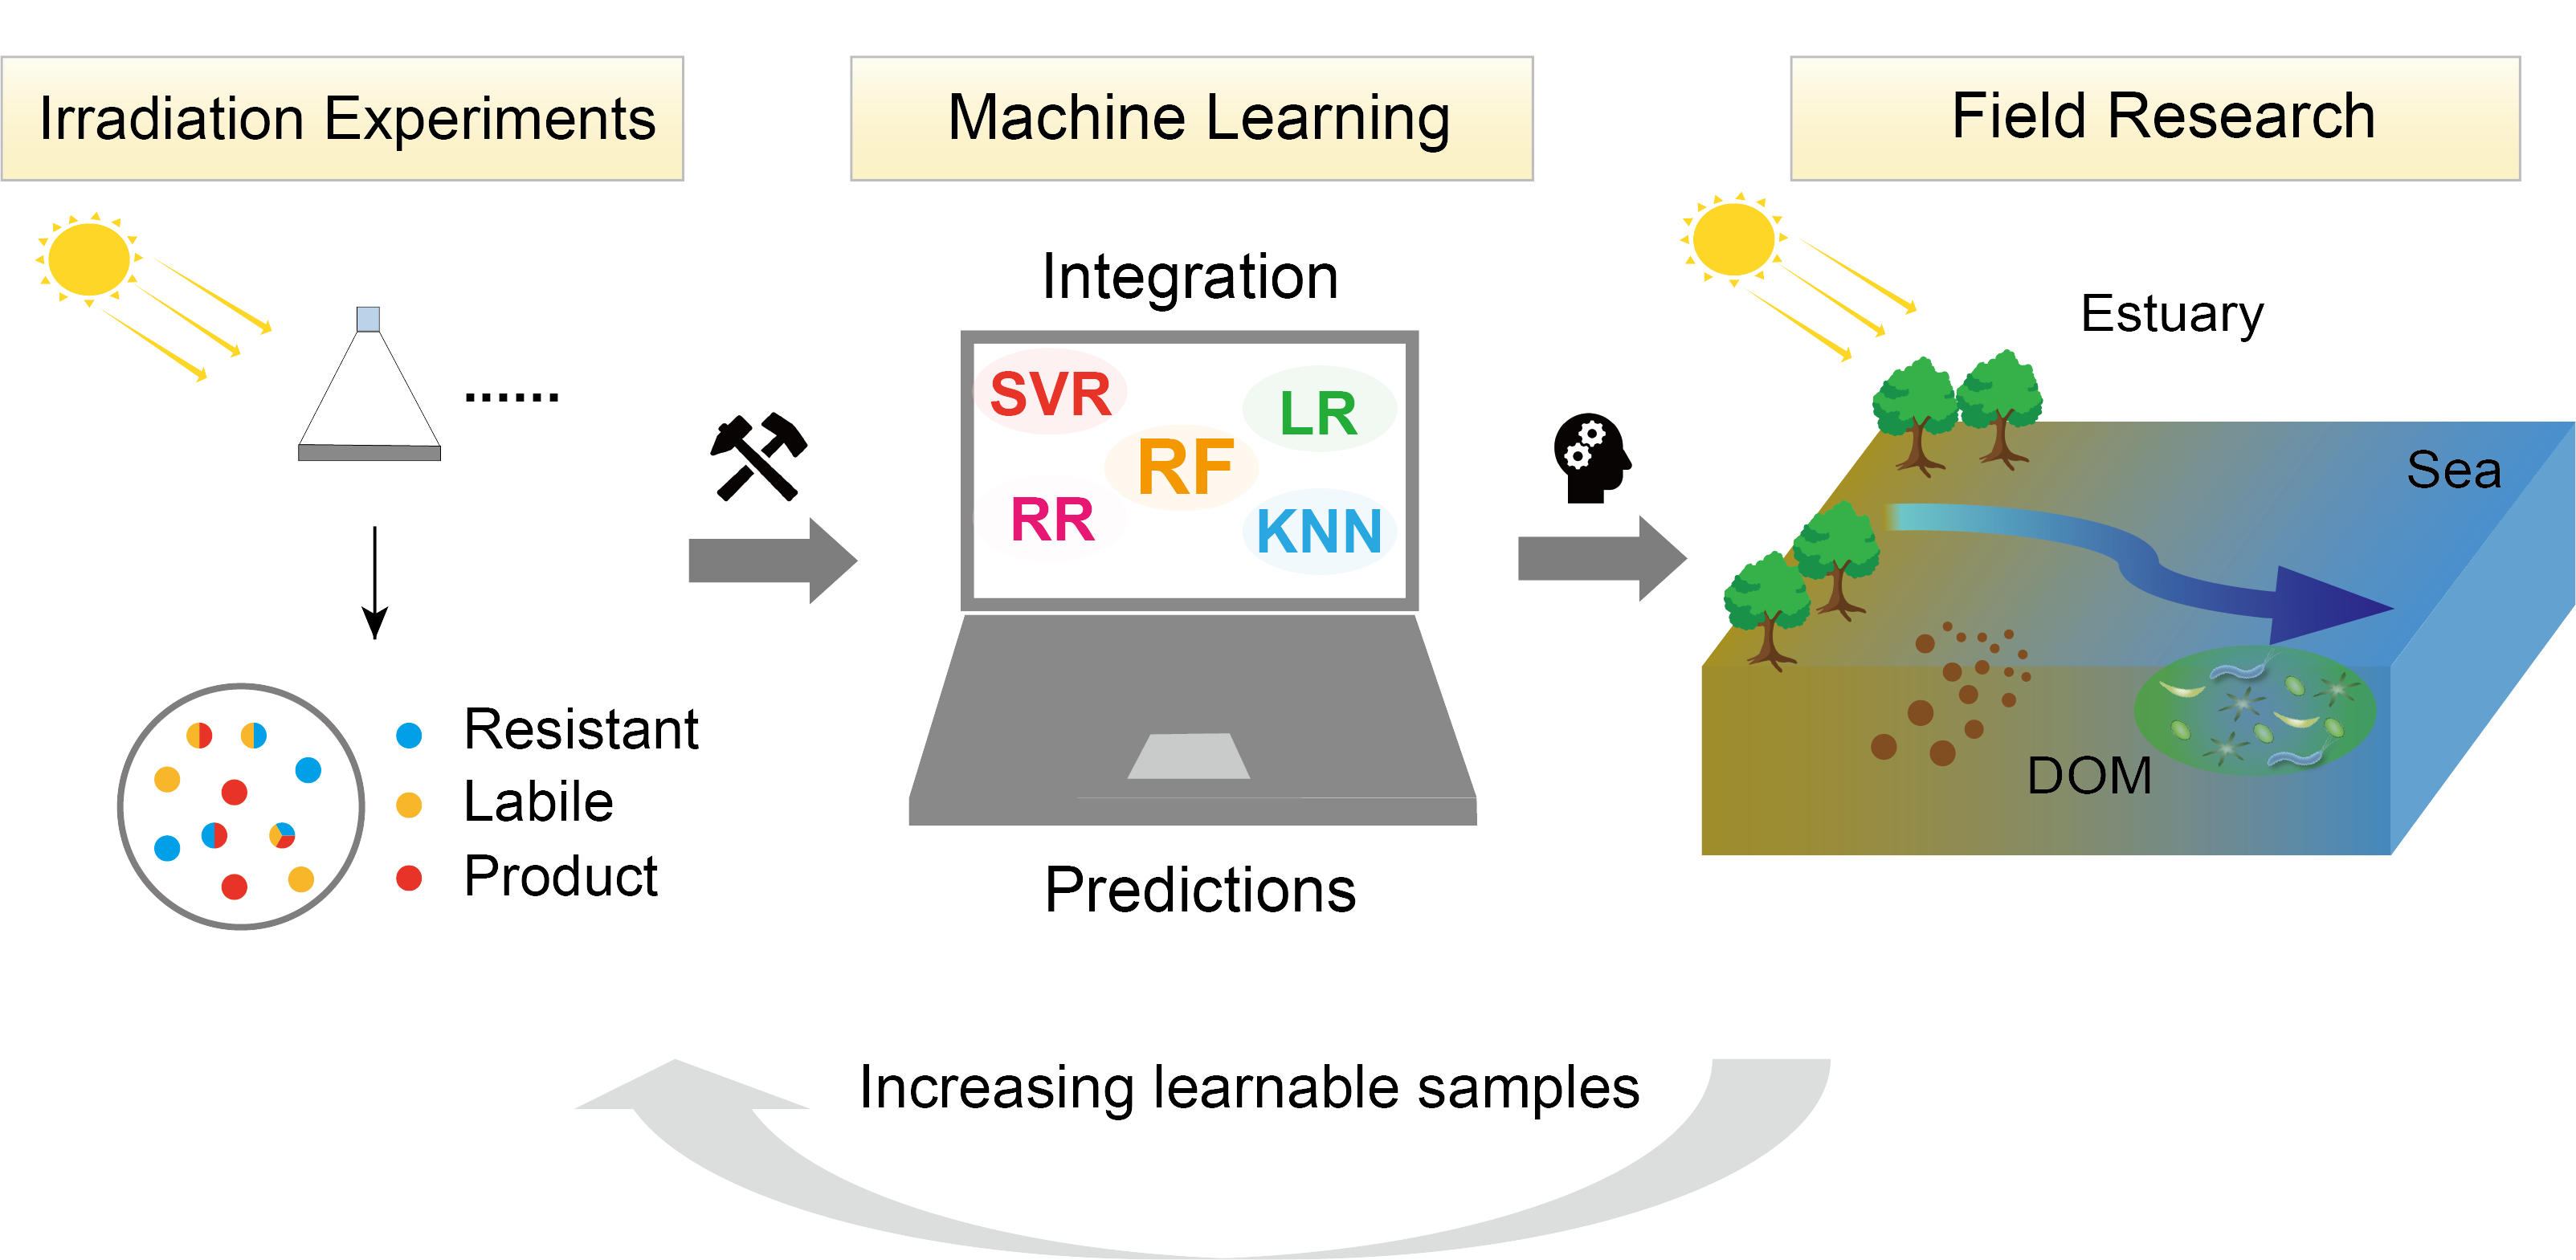 Irradiation Experiments
Machine Learning
Field Research
......
Resistant
Labile
Product
Integration
SVR
LR
RF
RR
KNN
Predictions
Estuary
Sea
DOM
Increasing learnable samples